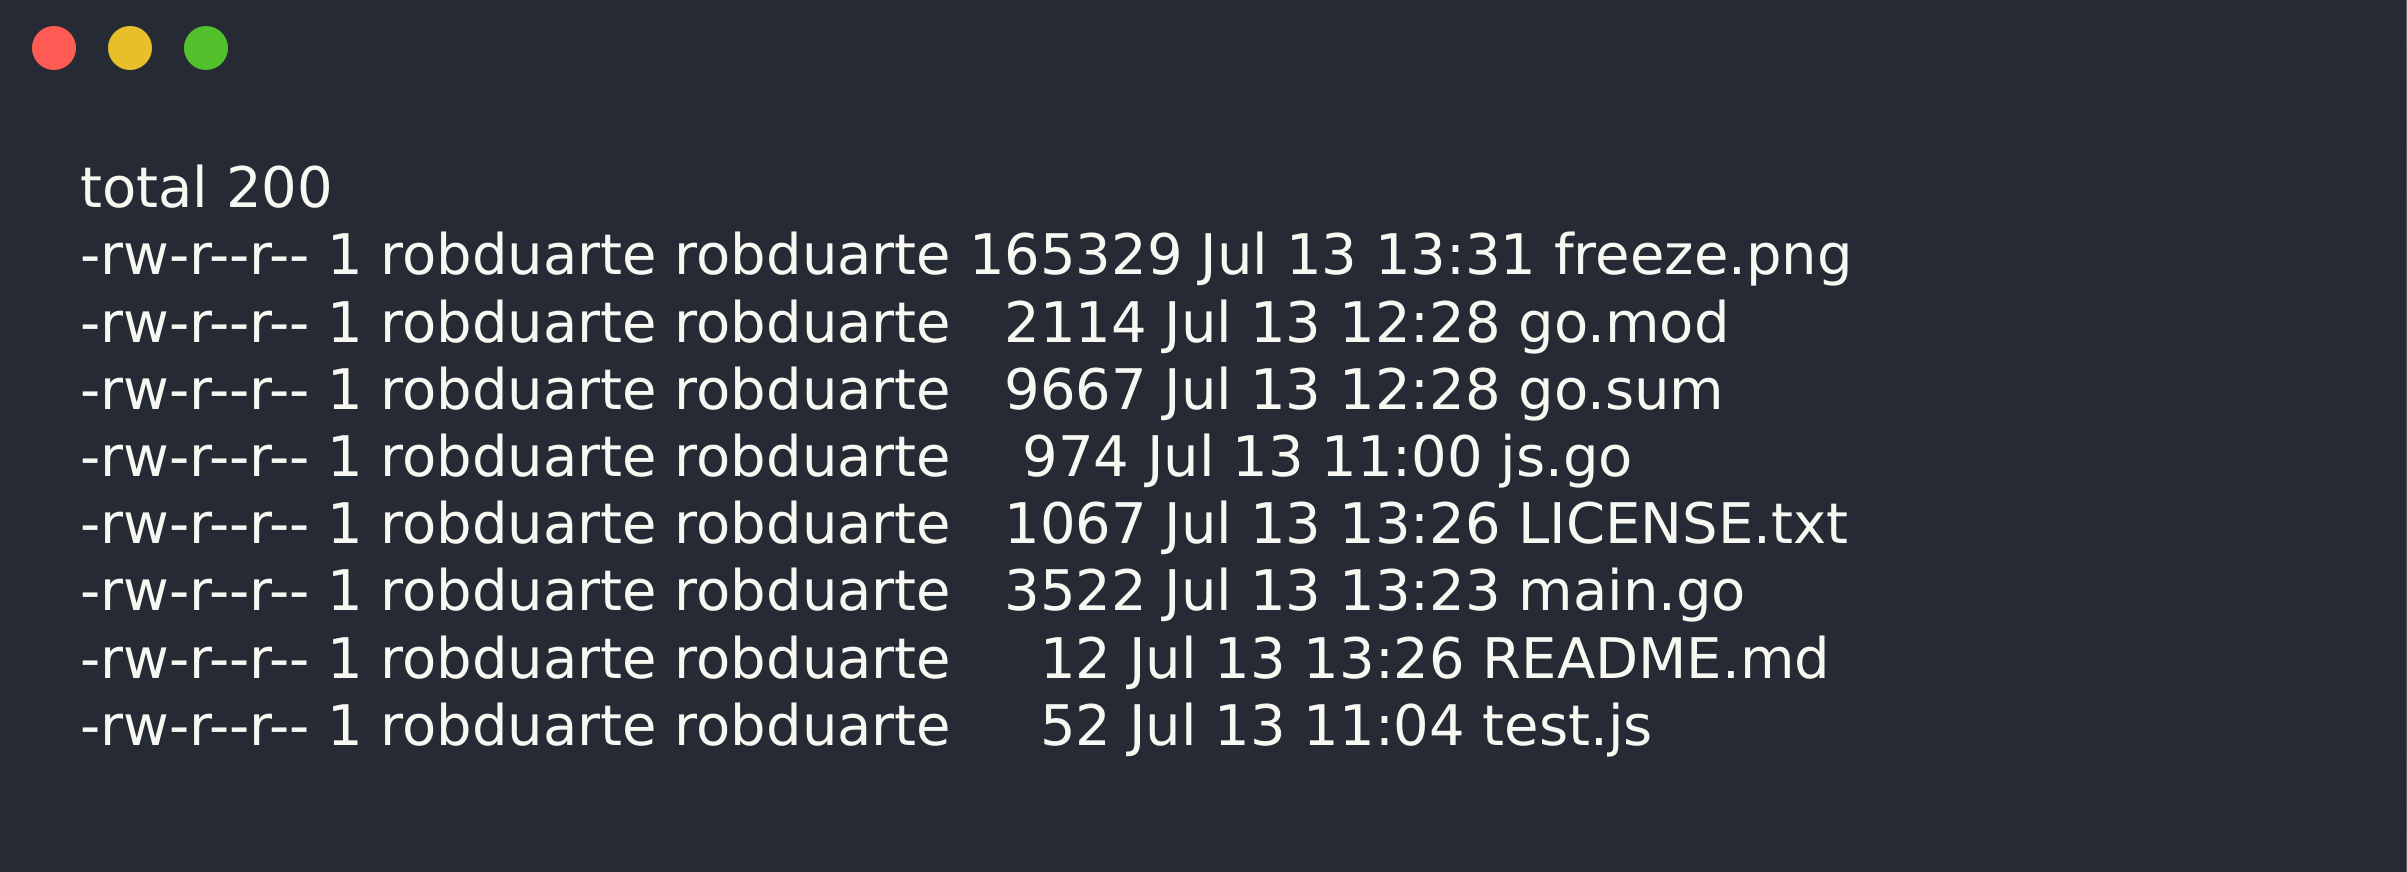 total 200
-rw-r--r-- 1 robduarte robduarte 165329 Jul 13 13:31 freeze.png
-rw-r--r-- 1 robduarte robduarte   2114 Jul 13 12:28 go.mod
-rw-r--r-- 1 robduarte robduarte   9667 Jul 13 12:28 go.sum
-rw-r--r-- 1 robduarte robduarte    974 Jul 13 11:00 js.go
-rw-r--r-- 1 robduarte robduarte   1067 Jul 13 13:26 LICENSE.txt
-rw-r--r-- 1 robduarte robduarte   3522 Jul 13 13:23 main.go
-rw-r--r-- 1 robduarte robduarte     12 Jul 13 13:26 README.md
-rw-r--r-- 1 robduarte robduarte     52 Jul 13 11:04 test.js